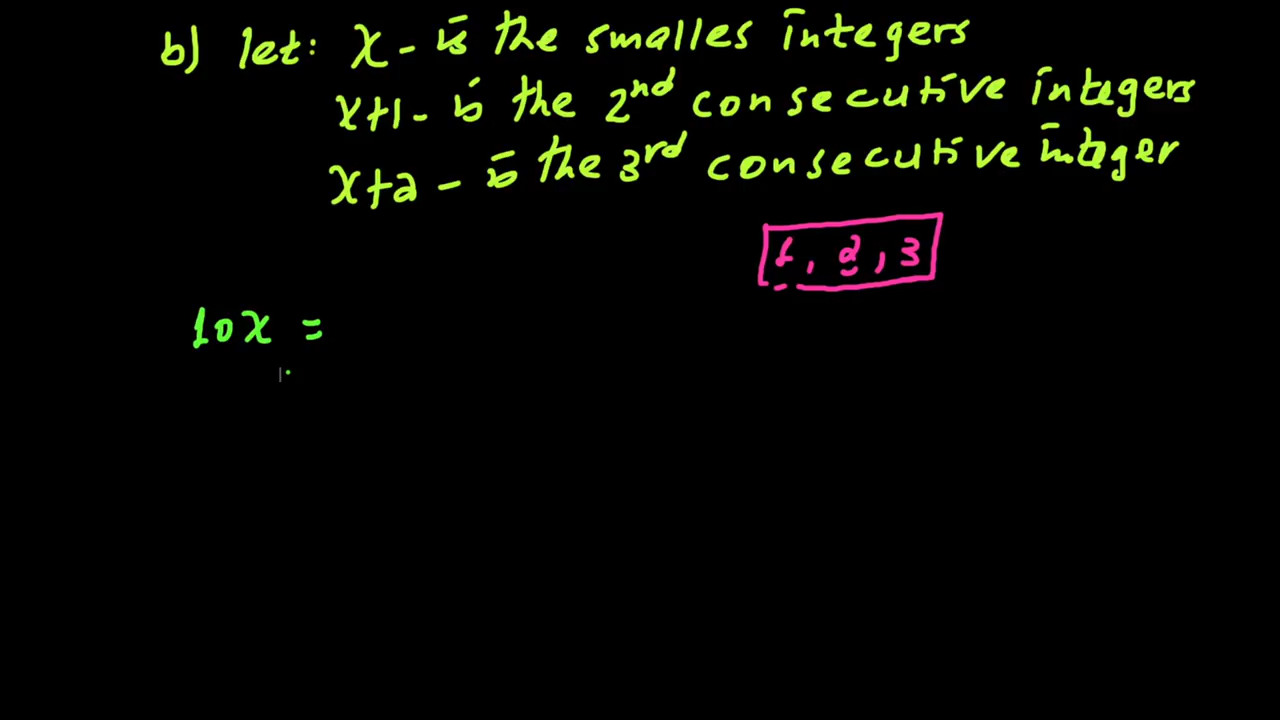 b) let: x - is the smalles integers
x+1 - is the 2nd consecutive integers
x+2 - is the 3rd consecutive integer
1, 2, 3
10x =